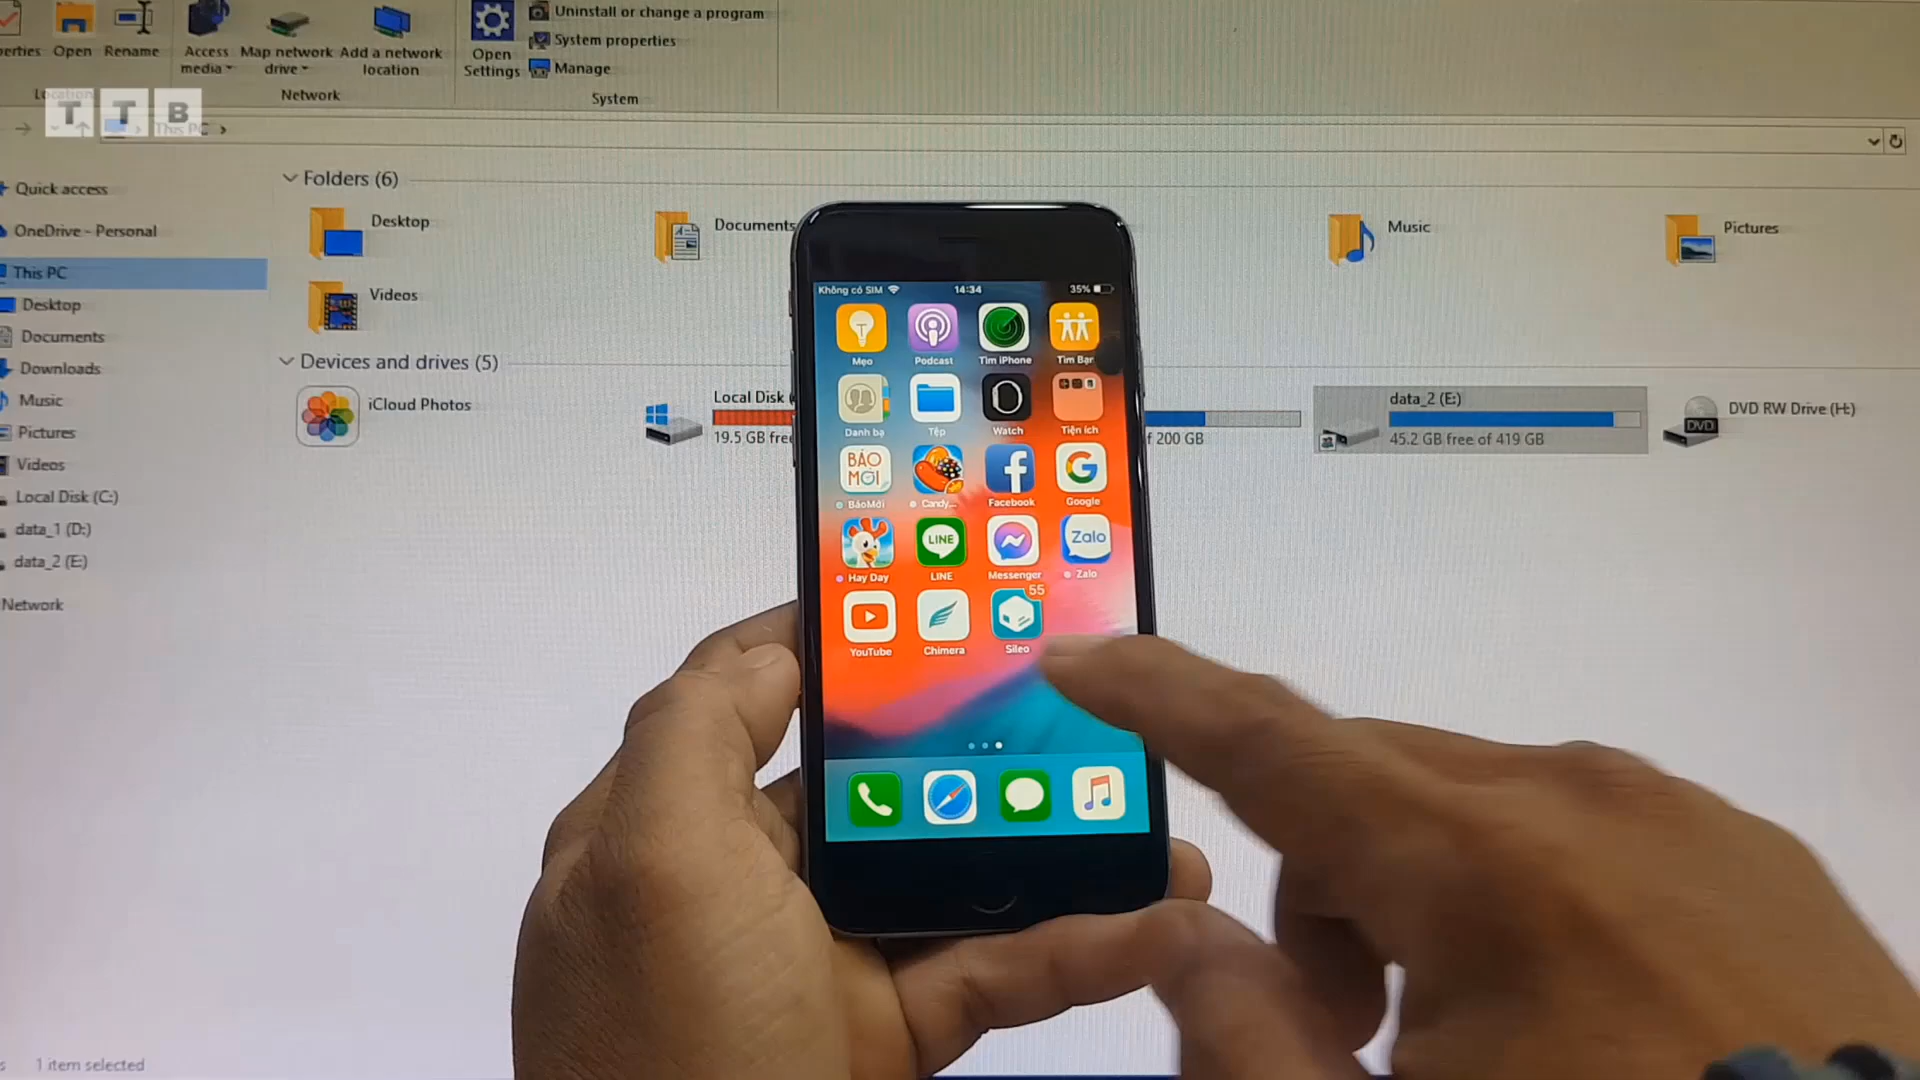 Uninstall or change a program
System properties
Manage
Open
Rename
Access media
Map network drive
Add a network location
Open Settings
Location
Network
System
T T B
This PC
Quick access
OneDrive - Personal
This PC
Desktop
Documents
Downloads
Music
Pictures
Videos
Local Disk (C:)
data_1 (D:)
data_2 (E:)
Network
1 item selected
Folders (6)
Desktop
Documents
Music
Pictures
Videos
Devices and drives (5)
iCloud Photos
Local Disk
19.5 GB free
of 200 GB
data_2 (E:)
45.2 GB free of 419 GB
DVD RW Drive (H:)
DVD
Không có SIM
14:34
35%
Mẹo
Podcast
Tìm iPhone
Tìm Bạn
Danh bạ
Tệp
Watch
Tiện ích
BÁO MỚI
BáoMới
Candy...
Facebook
Google
Hay Day
LINE
LINE
Messenger
Zalo
Zalo
55
YouTube
Chimera
Sileo